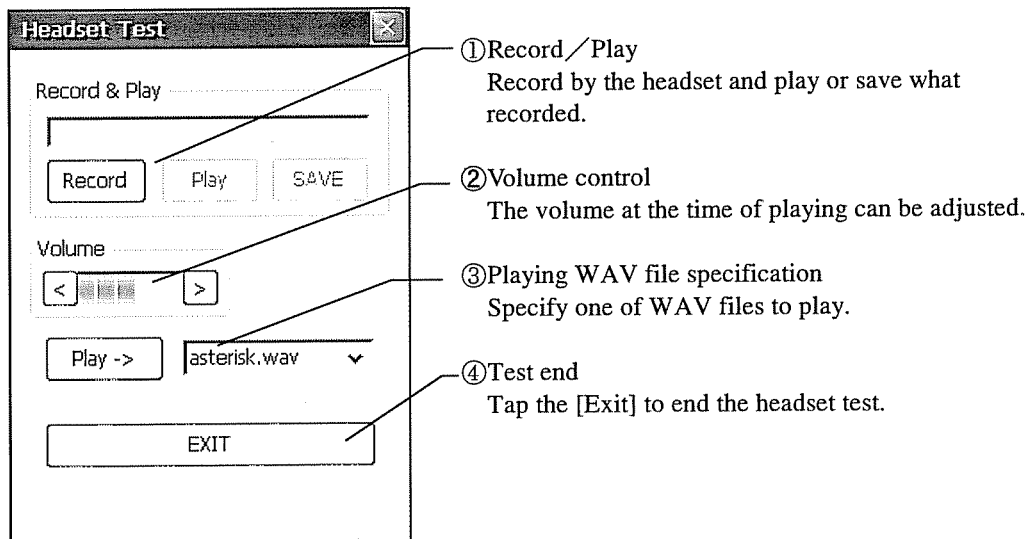 Headset Test
Record & Play
Record
Play
SAVE
Volume
<
>
Play ->
asterisk.wav
EXIT
①Record／Play
Record by the headset and play or save what
recorded.
②Volume control
The volume at the time of playing can be adjusted.
③Playing WAV file specification
Specify one of WAV files to play.
④Test end
Tap the [Exit] to end the headset test.